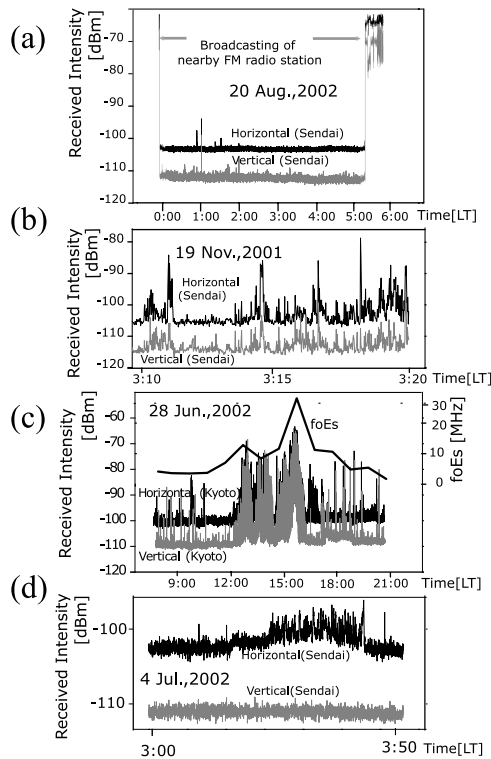 (a)
Received Intensity
[dBm]
-70
-80
-90
-100
-110
-120
Broadcasting of
nearby FM radio station
20 Aug.,2002
Horizontal (Sendai)
Vertical (Sendai)
0:00 1:00 2:00 3:00 4:00 5:00 6:00 Time[LT]
(b)
Received Intensity
[dBm]
-80
-90
-100
-110
-120
19 Nov.,2001
Horizontal
(Sendai)
Vertical (Sendai)
3:10 3:15 3:20
Time[LT]
(c)
Received Intensity
[dBm]
-60
-70
-80
-90
-100
-110
-120
28 Jun.,2002
foEs
Horizontal (Kyoto)
Vertical (Kyoto)
30
20
10
0
foEs [MHz]
9:00 12:00 15:00 18:00 21:00 Time[LT]
(d)
Received Intensity
[dBm]
-100
-110
Horizontal(Sendai)
4 Jul.,2002
Vertical(Sendai)
3:00 3:50 Time[LT]